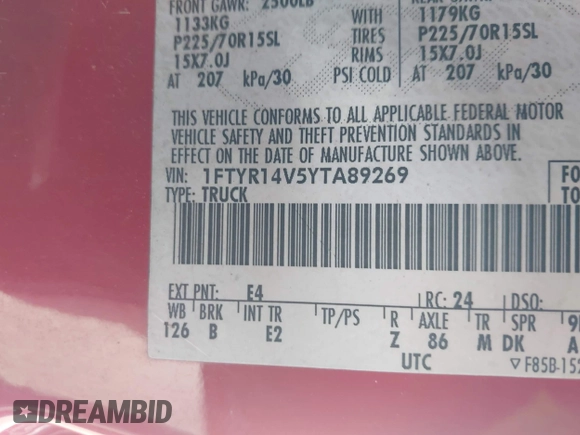 FRONT GAWR: 2500LB
1133KG WITH 1179KG
P225/70R15SL TIRES P225/70R15SL
15X7.0J RIMS 15X7.0J
AT 207 kPa/30 PSI COLD AT 207 kPa/30
THIS VEHICLE CONFORMS TO ALL APPLICABLE FEDERAL MOTOR
VEHICLE SAFETY AND THEFT PREVENTION STANDARDS IN
EFFECT ON THE DATE OF MANUFACTURE SHOWN ABOVE.
VIN: 1FTYR14V5YTA89269
TYPE: TRUCK
FO
TO
EXT PNT: E4 RC: 24 DSO:
WB BRK INT TR TP/PS R AXLE TR SPR
126 B E2 Z 86 M DK A
UTC ▽F85B-152
DREAMBID